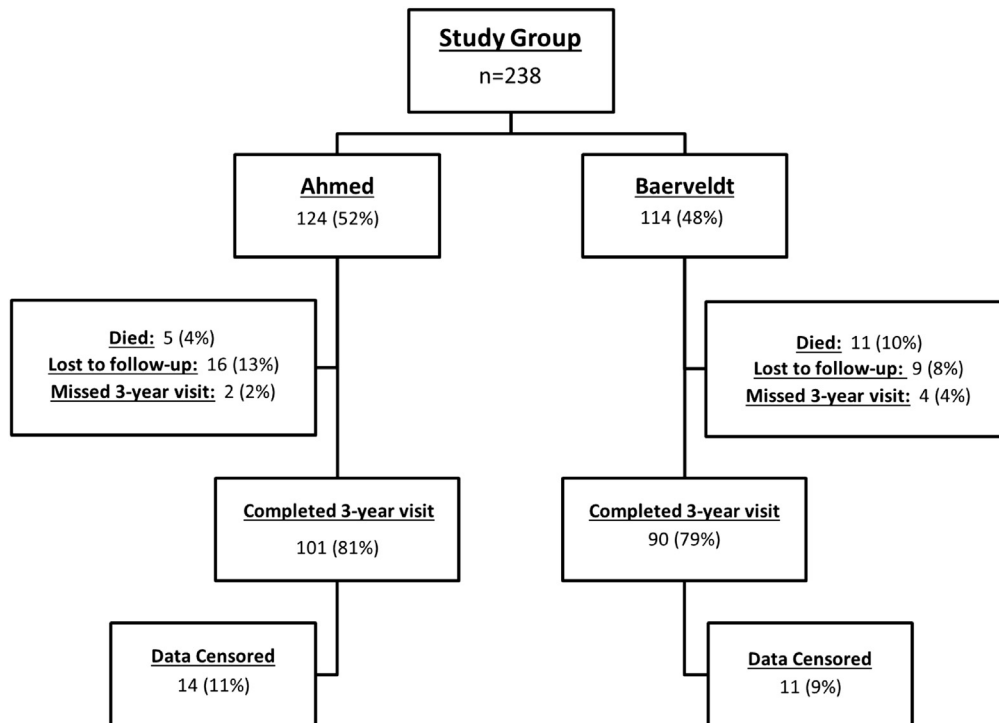 Study Group
n=238
Ahmed
124 (52%)
Baerveldt
114 (48%)
Died: 5 (4%)
Lost to follow-up: 16 (13%)
Missed 3-year visit: 2 (2%)
Died: 11 (10%)
Lost to follow-up: 9 (8%)
Missed 3-year visit: 4 (4%)
Completed 3-year visit
101 (81%)
Completed 3-year visit
90 (79%)
Data Censored
14 (11%)
Data Censored
11 (9%)